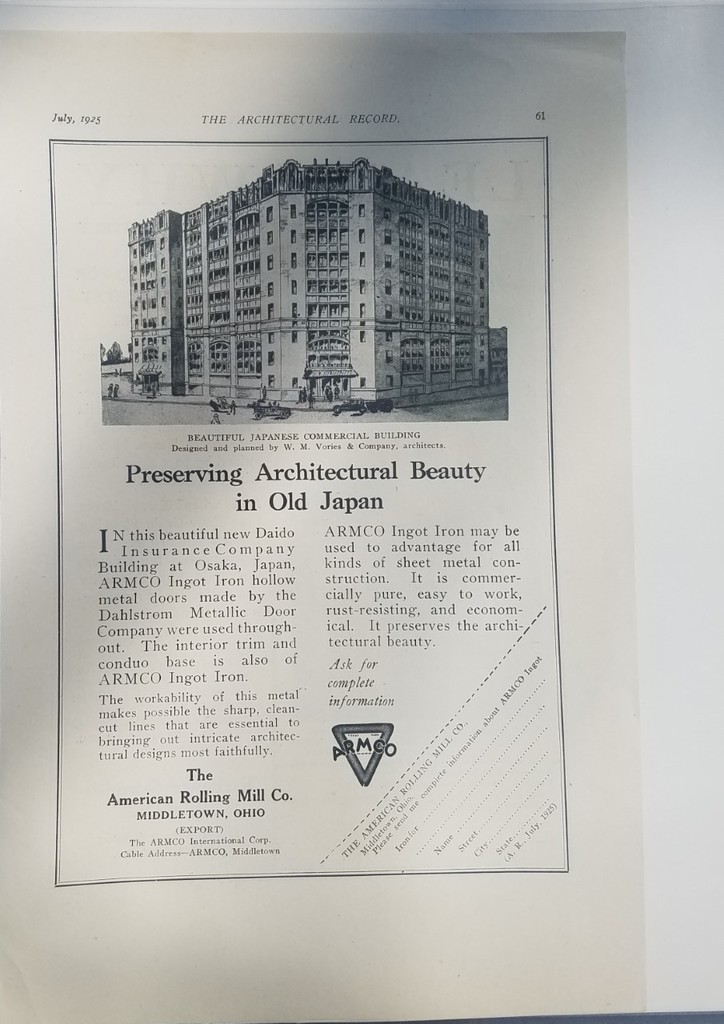 July, 1925 THE ARCHITECTURAL RECORD. 61
BEAUTIFUL JAPANESE COMMERCIAL BUILDING
Designed and planned by W. M. Vories & Company, architects.
Preserving Architectural Beauty
in Old Japan
IN this beautiful new Daido
Insurance Company
Building at Osaka, Japan,
ARMCO Ingot Iron hollow
metal doors made by the
Dahlstrom Metallic Door
Company were used through-
out. The interior trim and
conduo base is also of
ARMCO Ingot Iron.
The workability of this metal
makes possible the sharp, clean-
cut lines that are essential to
bringing out intricate architec-
tural designs most faithfully.
The
American Rolling Mill Co.
MIDDLETOWN, OHIO
(EXPORT)
The ARMCO International Corp.
Cable Address—ARMCO, Middletown
ARMCO Ingot Iron may be
used to advantage for all
kinds of sheet metal con-
struction. It is commer-
cially pure, easy to work,
rust-resisting, and econom-
ical. It preserves the archi-
tectural beauty.
Ask for
complete
information
ARMCO
THE AMERICAN ROLLING MILL CO.
Middletown, Ohio.
Please send me complete information about ARMCO Ingot
Iron for
Name
Street
City
State
(A. R., July, 1925)